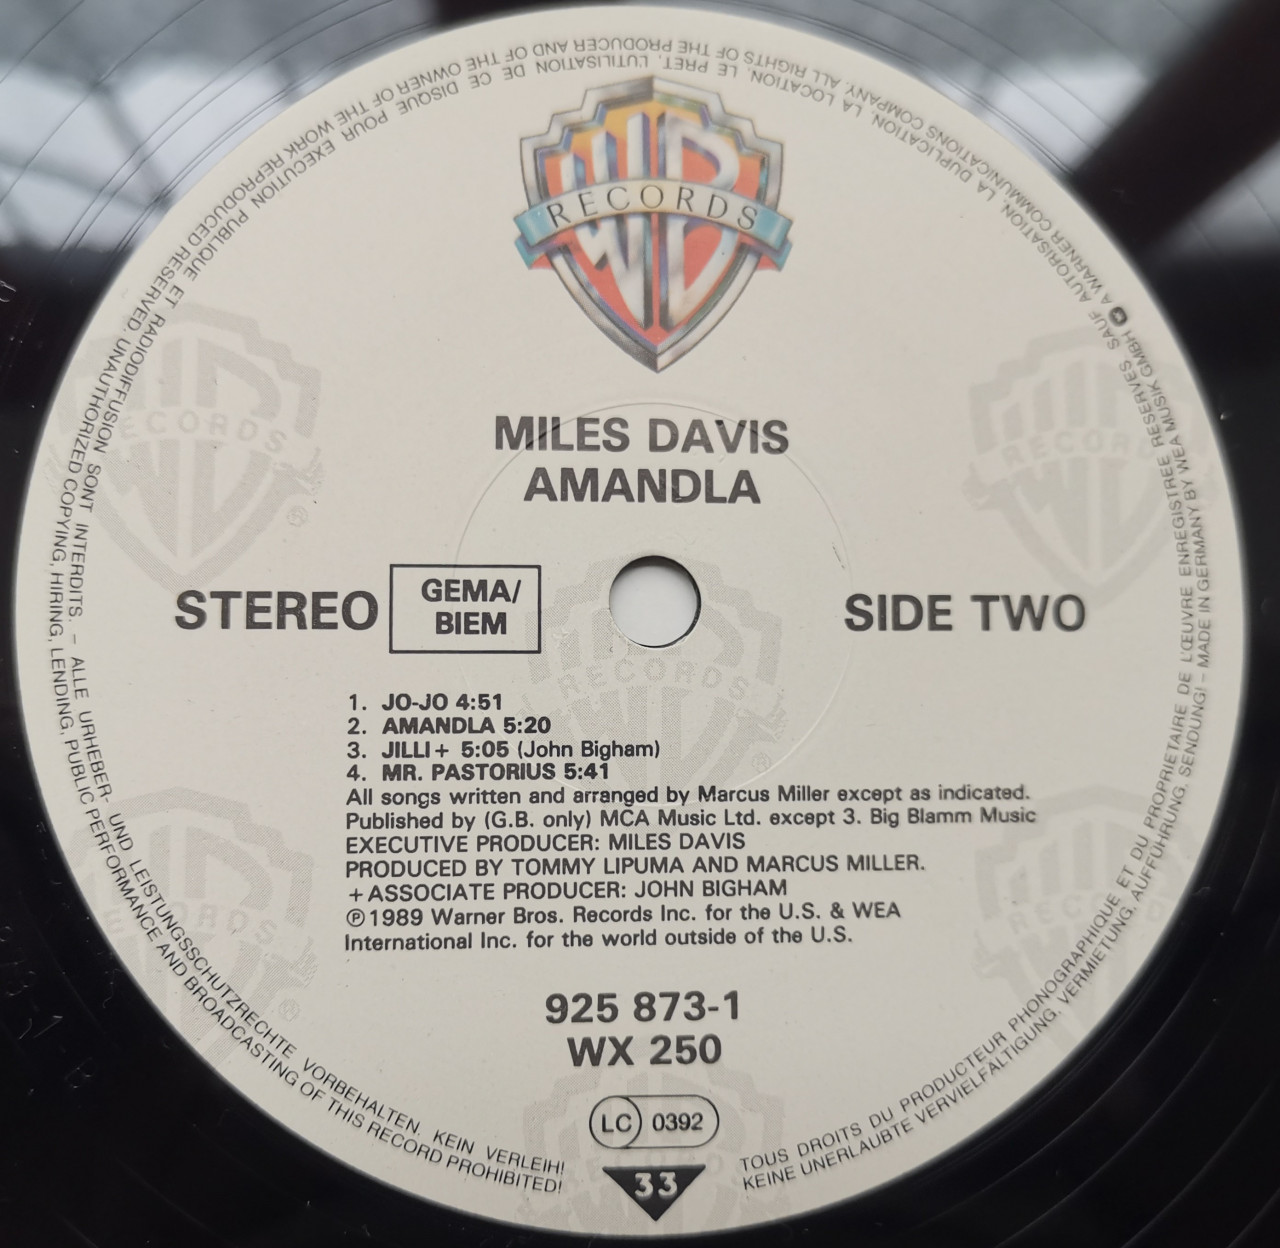 WB
RECORDS
MILES DAVIS
AMANDLA
STEREO
GEMA/
BIEM
SIDE TWO
1. JO-JO 4:51
2. AMANDLA 5:20
3. JILLI+ 5:05 (John Bigham)
4. MR. PASTORIUS 5:41
All songs written and arranged by Marcus Miller except as indicated.
Published by (G.B. only) MCA Music Ltd. except 3. Big Blamm Music
EXECUTIVE PRODUCER: MILES DAVIS
PRODUCED BY TOMMY LIPUMA AND MARCUS MILLER.
+ASSOCIATE PRODUCER: JOHN BIGHAM
℗1989 Warner Bros. Records Inc. for the U.S. & WEA
International Inc. for the world outside of the U.S.
925 873-1
WX 250
LC 0392
33
TOUS DROITS DU PRODUCTEUR PHONOGRAPHIQUE ET DU PROPRIETAIRE DE L'ŒUVRE ENREGISTREE RESERVES. SAUF AUTORISATION, LA DUPLICATION, LA LOCATION, LE PRET, L'UTILISATION DE CE DISQUE POUR EXECUTION PUBLIQUE ET RADIODIFFUSION SONT INTERDITS. – ALLE URHEBER- UND LEISTUNGSSCHUTZRECHTE VORBEHALTEN. KEIN VERLEIH!
KEINE UNERLAUBTE VERVIELFÄLTIGUNG, VERMIETUNG, AUFFÜHRUNG, SENDUNG! – MADE IN GERMANY BY WEA MUSIK GMBH A WARNER COMMUNICATIONS COMPANY. ALL RIGHTS OF THE PRODUCER AND OF THE OWNER OF THE WORK REPRODUCED RESERVED. UNAUTHORIZED COPYING, HIRING, LENDING, PUBLIC PERFORMANCE AND BROADCASTING OF THIS RECORD PROHIBITED!